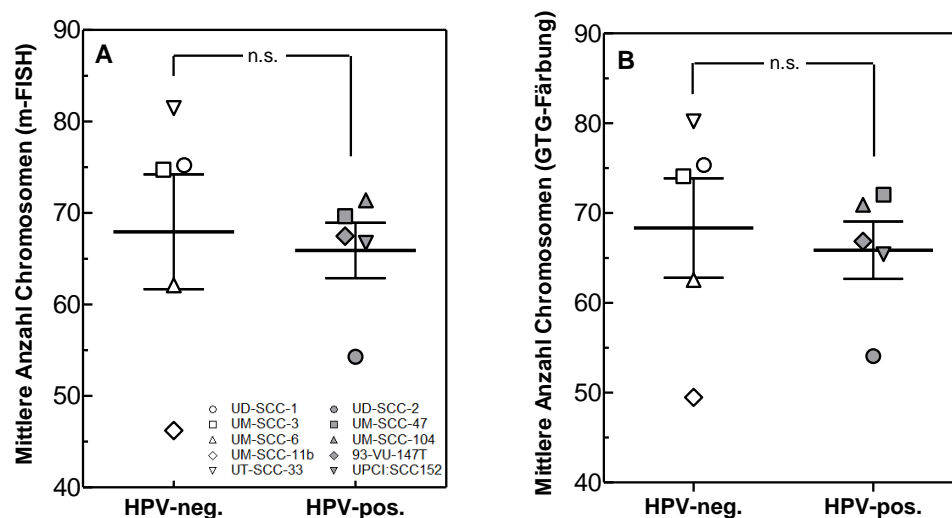 A
n.s.
Mittlere Anzahl Chromosomen (m-FISH)
90
80
70
60
50
40
UD-SCC-1
UM-SCC-3
UM-SCC-6
UM-SCC-11b
UT-SCC-33
UD-SCC-2
UM-SCC-47
UM-SCC-104
93-VU-147T
UPCI:SCC152
HPV-neg.
HPV-pos.
B
n.s.
Mittlere Anzahl Chromosomen (GTG-Färbung)
90
80
70
60
50
40
HPV-neg.
HPV-pos.